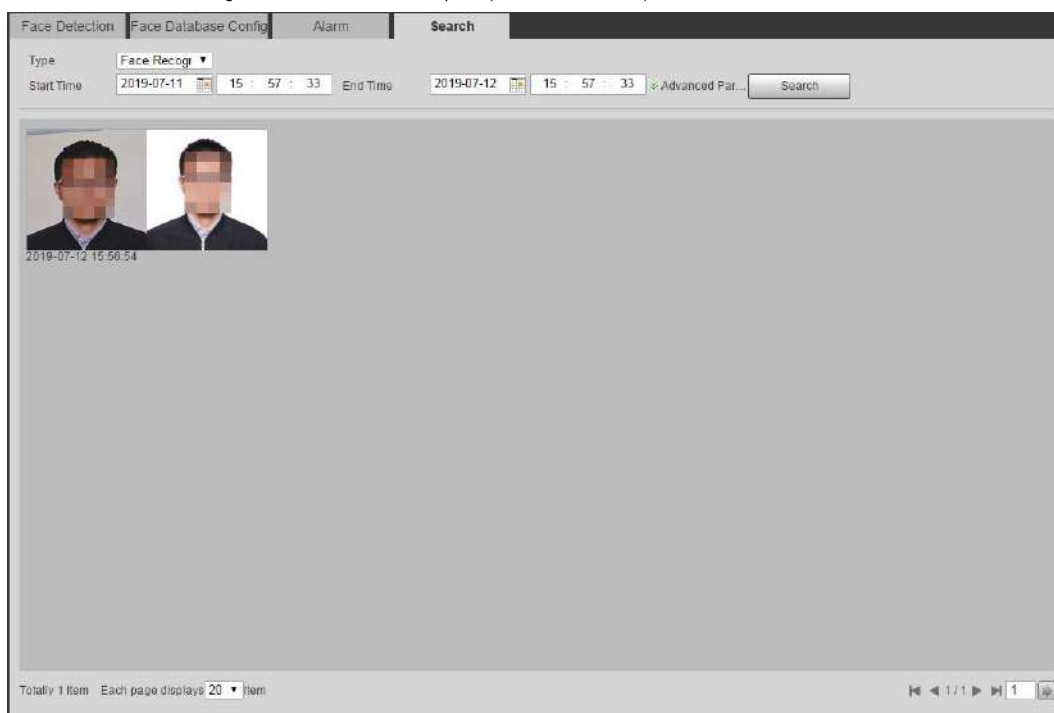 Face Detection Face Database Config Alarm Search
Type Face Recogr
Start Time 2019-07-11 15 : 57 : 33 End Time 2019-07-12 15 : 57 : 33 Advanced Par... Search
2019-07-12 15:56:54
Totally 1 Item Each page displays 20 Item 1 / 1 1